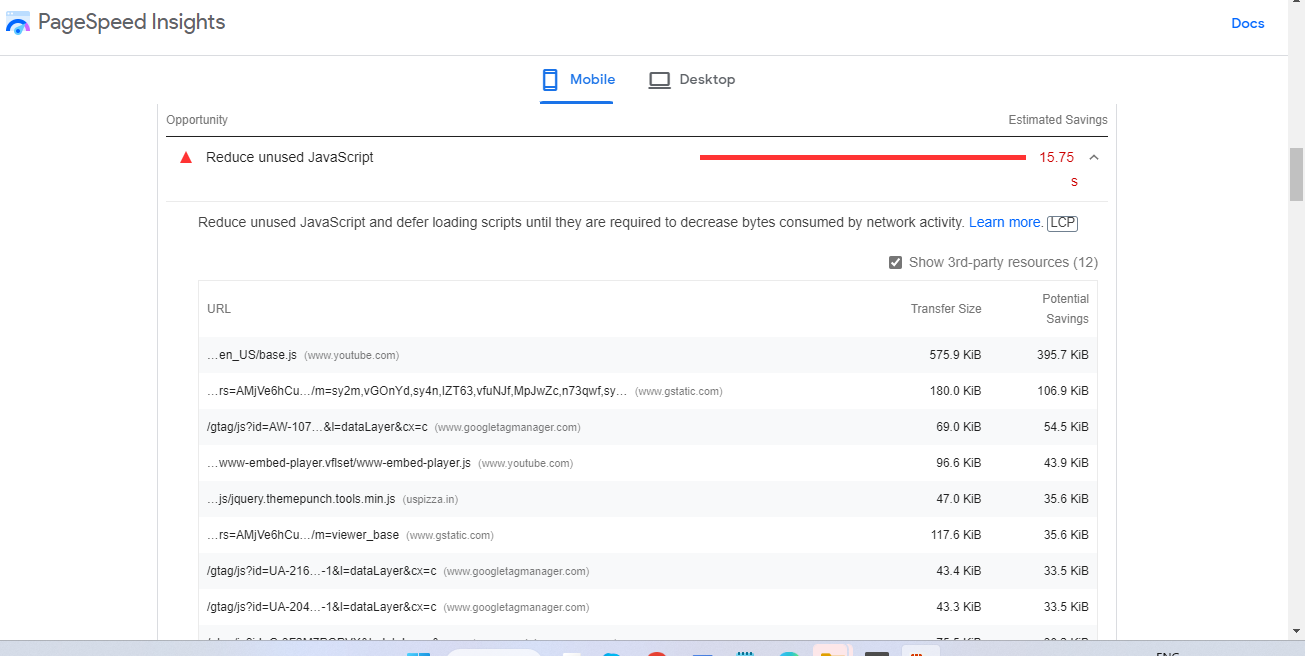 PageSpeed Insights
Docs
Mobile
Desktop
Opportunity
Estimated Savings
Reduce unused JavaScript
15.75
s
Reduce unused JavaScript and defer loading scripts until they are required to decrease bytes consumed by network activity. Learn more. LCP
Show 3rd-party resources (12)
URL
Transfer Size
Potential
Savings
…en_US/base.js (www.youtube.com) 575.9 KiB 395.7 KiB
…rs=AMjVe6hCu…/m=sy2m,vGOnYd,sy4n,IZT63,vfuNJf,MpJwZc,n73qwf,sy… (www.gstatic.com) 180.0 KiB 106.9 KiB
/gtag/js?id=AW-107…&l=dataLayer&cx=c (www.googletagmanager.com) 69.0 KiB 54.5 KiB
…www-embed-player.vflset/www-embed-player.js (www.youtube.com) 96.6 KiB 43.9 KiB
…js/jquery.themepunch.tools.min.js (uspizza.in) 47.0 KiB 35.6 KiB
…rs=AMjVe6hCu…/m=viewer_base (www.gstatic.com) 117.6 KiB 35.6 KiB
/gtag/js?id=UA-216…-1&l=dataLayer&cx=c (www.googletagmanager.com) 43.4 KiB 33.5 KiB
/gtag/js?id=UA-204…-1&l=dataLayer&cx=c (www.googletagmanager.com) 43.3 KiB 33.5 KiB